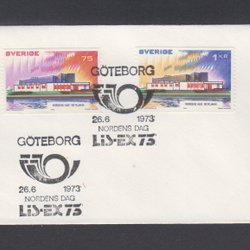 SVERIGE 75
SVERIGE 1 KR
GÖTEBORG
26.6 1973
NORDENS DAG
LIS-EX 73
GÖTEBORG
26.6 1973
NORDENS DAG
LIS-EX 73